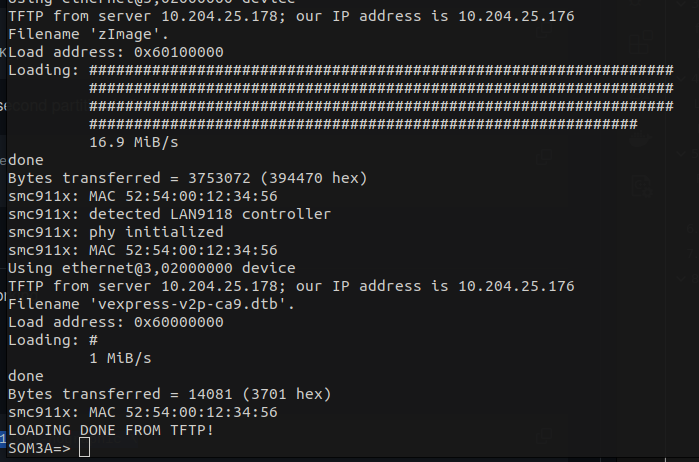 Using ethernet@3,02000000 device
TFTP from server 10.204.25.178; our IP address is 10.204.25.176
Filename 'zImage'.
Load address: 0x60100000
Loading: #################################################################
#################################################################
#################################################################
#############################################################
16.9 MiB/s
done
Bytes transferred = 3753072 (394470 hex)
smc911x: MAC 52:54:00:12:34:56
smc911x: detected LAN9118 controller
smc911x: phy initialized
smc911x: MAC 52:54:00:12:34:56
Using ethernet@3,02000000 device
TFTP from server 10.204.25.178; our IP address is 10.204.25.176
Filename 'vexpress-v2p-ca9.dtb'.
Load address: 0x60000000
Loading: #
1 MiB/s
done
Bytes transferred = 14081 (3701 hex)
smc911x: MAC 52:54:00:12:34:56
LOADING DONE FROM TFTP!
SOM3A=>